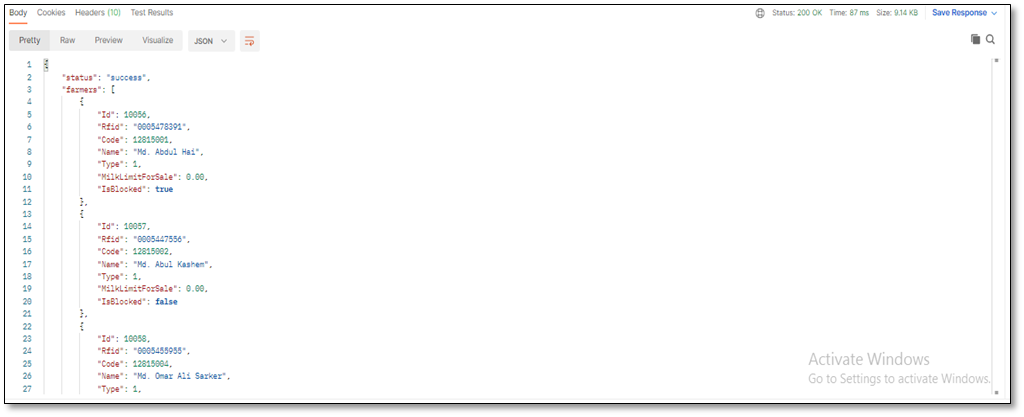 Body Cookies Headers (10) Test Results Status: 200 OK Time: 87 ms Size: 9.14 KB Save Response
Pretty Raw Preview Visualize JSON
1 {
2 "status": "success",
3 "farmers": [
4 {
5 "Id": 10056,
6 "Rfid": "0005478391",
7 "Code": 12815001,
8 "Name": "Md. Abdul Hai",
9 "Type": 1,
10 "MilkLimitForSale": 0.00,
11 "IsBlocked": true
12 },
13 {
14 "Id": 10057,
15 "Rfid": "0005447556",
16 "Code": 12815002,
17 "Name": "Md. Abul Kashem",
18 "Type": 1,
19 "MilkLimitForSale": 0.00,
20 "IsBlocked": false
21 },
22 {
23 "Id": 10058,
24 "Rfid": "0005455955",
25 "Code": 12815004,
26 "Name": "Md. Omar Ali Sarker",
27 "Type": 1,
Activate Windows
Go to Settings to activate Windows.